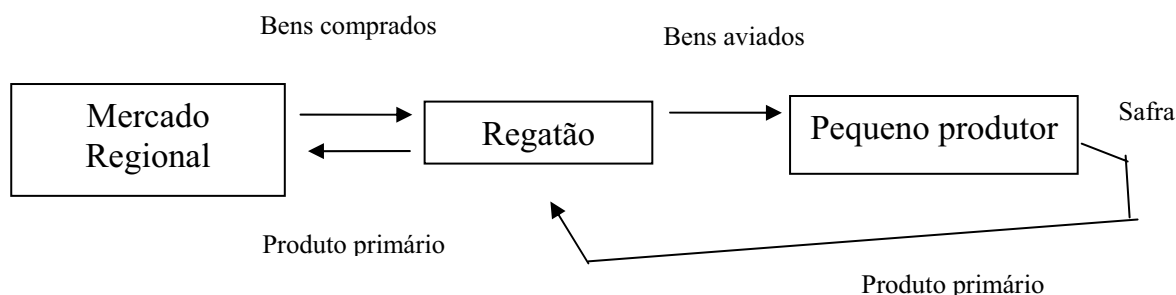 Bens comprados
Bens aviados
Mercado
Regional
Regatão
Pequeno produtor
Safra
Produto primário
Produto primário